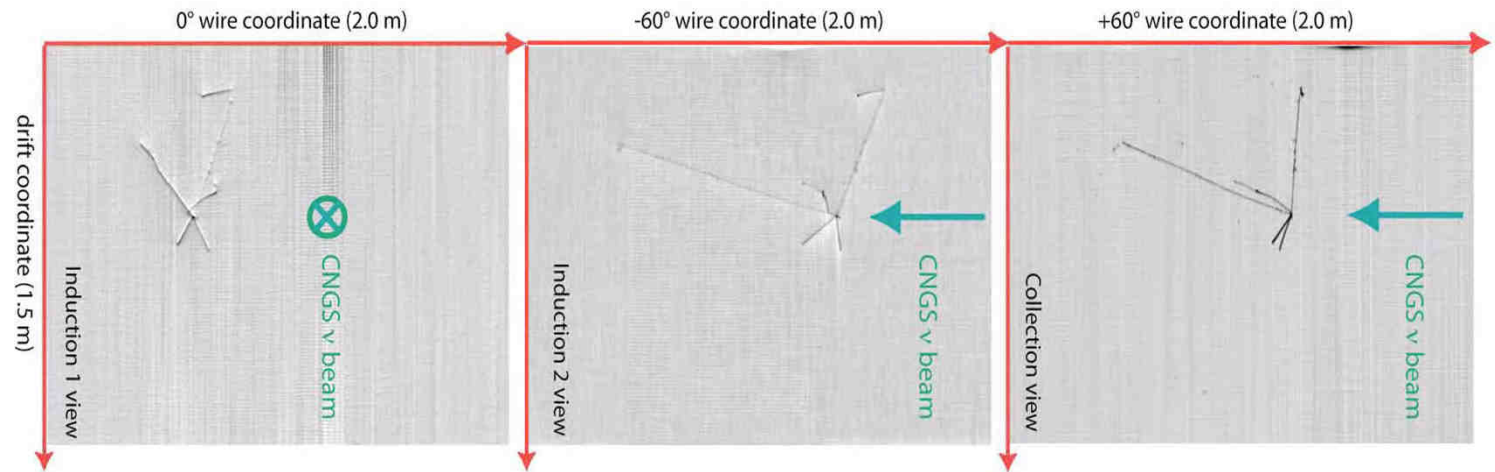 0° wire coordinate (2.0 m)
-60° wire coordinate (2.0 m)
+60° wire coordinate (2.0 m)
drift coordinate (1.5 m)
Induction 1 view
CNGS ν beam
Induction 2 view
CNGS ν beam
Collection view
CNGS ν beam